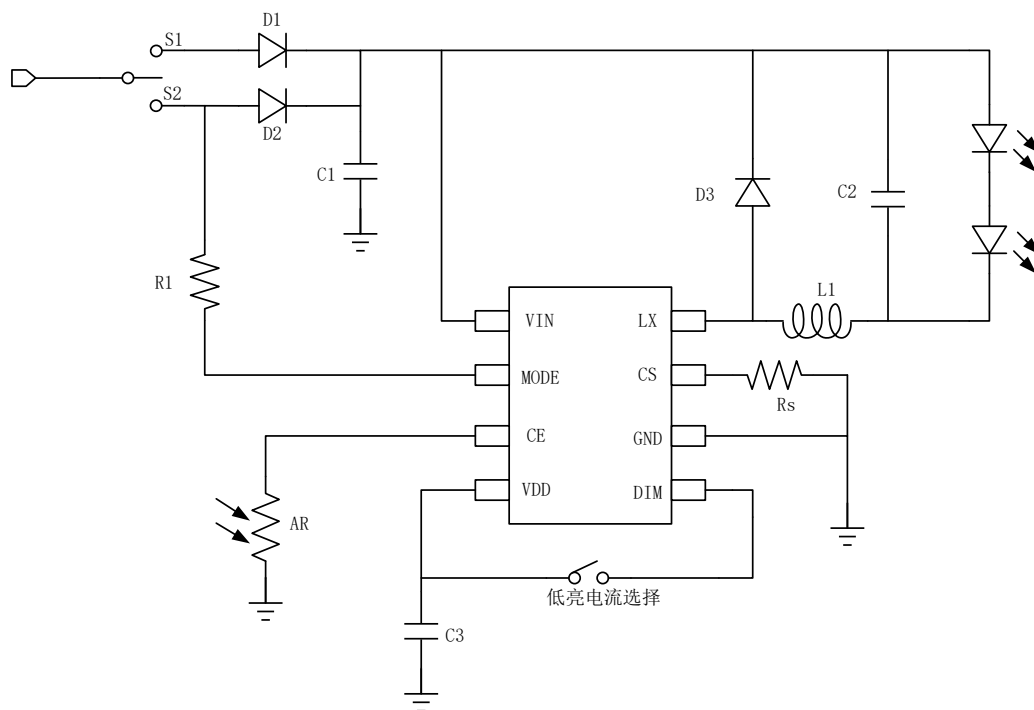 D1
S1
S2
D2
C1
D3
C2
R1
L1
VIN
LX
MODE
CS
Rs
CE
GND
VDD
DIM
AR
低亮电流选择
C3